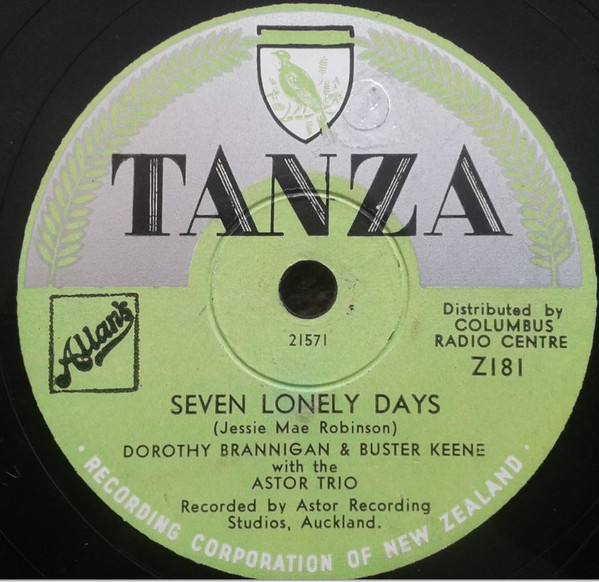 TANZA
Allan's
Distributed by
COLUMBUS
RADIO CENTRE
Z181
21571
SEVEN LONELY DAYS
(Jessie Mae Robinson)
DOROTHY BRANNIGAN & BUSTER KEENE
with the
ASTOR TRIO
Recorded by Astor Recording
Studios, Auckland.
· RECORDING CORPORATION OF NEW ZEALAND ·